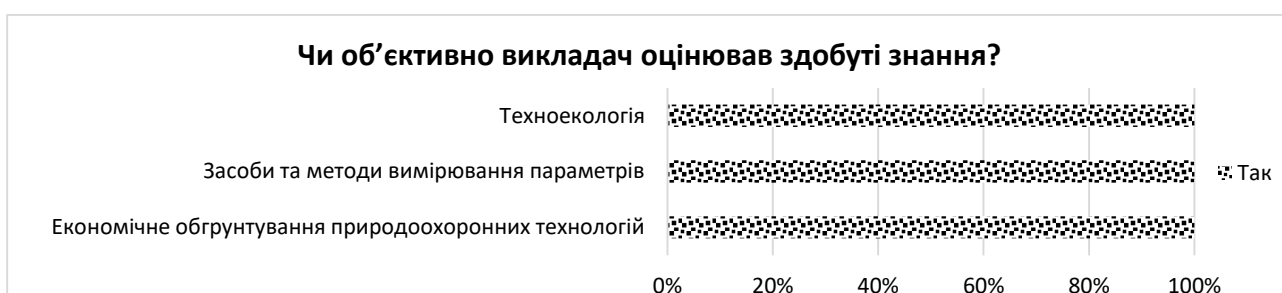 Чи об’єктивно викладач оцінював здобуті знання?
Техноекологія
Засоби та методи вимірювання параметрів
Економічне обгрунтування природоохоронних технологій
Так
0% 20% 40% 60% 80% 100%